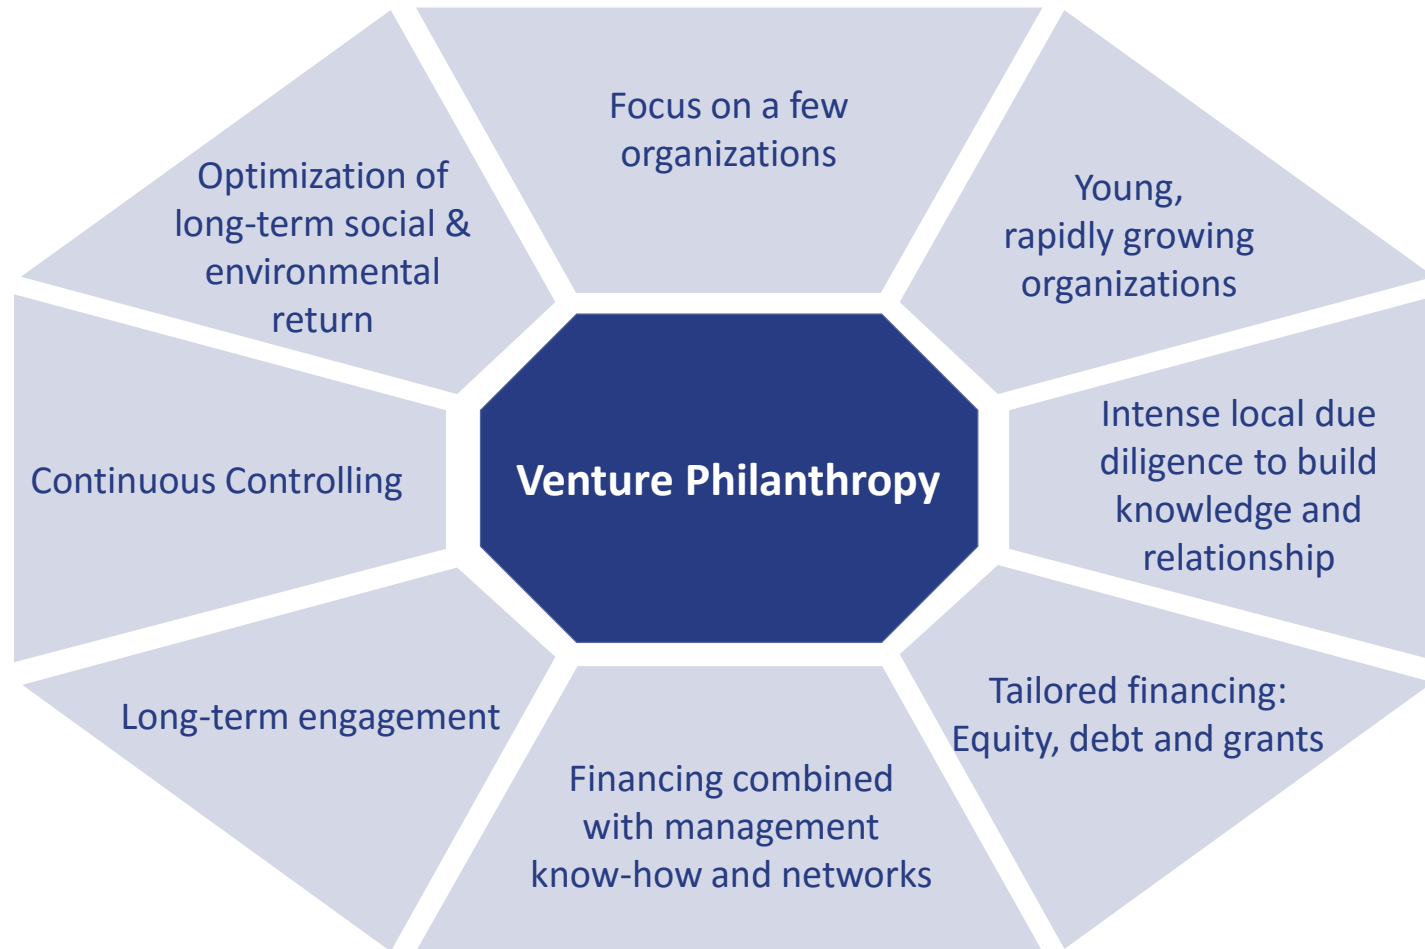 Focus on a few
organizations
Young,
rapidly growing
organizations
Intense local due
diligence to build
knowledge and
relationship
Tailored financing:
Equity, debt and grants
Financing combined
with management
know-how and networks
Long-term engagement
Continuous Controlling
Optimization of
long-term social &
environmental
return
Venture Philanthropy